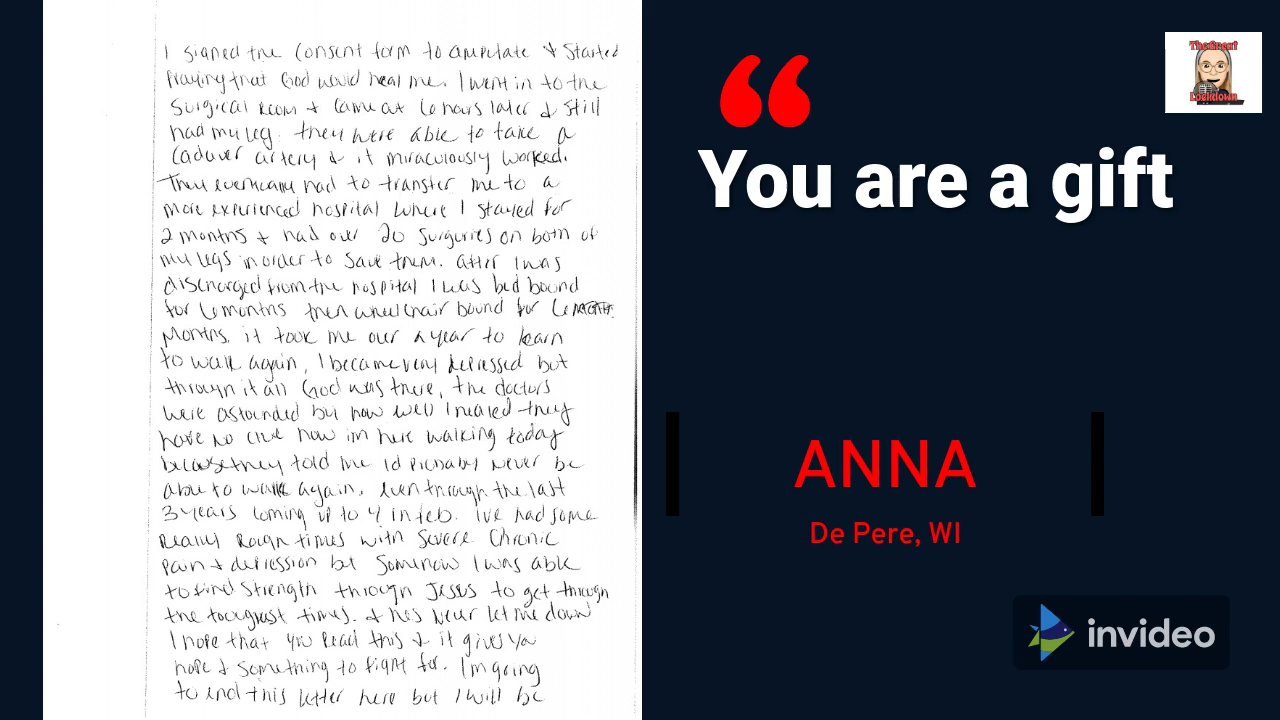 I signed the consent form to amputate & started
praying that God would heal me. I went in to the
surgical room & came out 6 hours later & still
had my leg. they were able to take a
cadaver artery & it miraculously worked.
They eventually had to transfer me to a
more experienced hospital where I stayed for
2 months & had over 20 surguries on both of
my legs in order to save them. after I was
discharged from the hospital I was bed bound
for 6 months then wheelchair bound for 6
months. it took me over a year to learn
to walk again, I became very depressed but
through it all God was there, the doctors
were astounded by how well I healed they
have no clue how im here walking today
because they told me id probably never be
able to walk again. Even through the last
3 years coming up to 4 in feb. I've had some
really rough times with severe chronic
pain & depression but somehow I was able
to find strength through Jesus to get through
the toughest times. & hes never let me down
I hope that you read this & it gives you
hope & something to fight for. I'm going
to end this letter here but I will be
The Great
Lockdown
“
You are a gift
ANNA
De Pere, WI
invideo